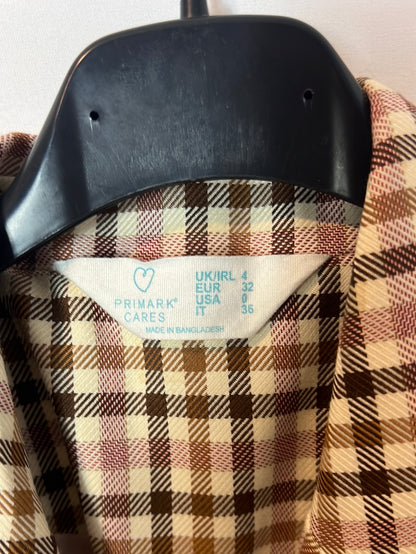 PRIMARK®
CARES
UK/IRL 4
EUR 32
USA 0
IT 36
MADE IN BANGLADESH